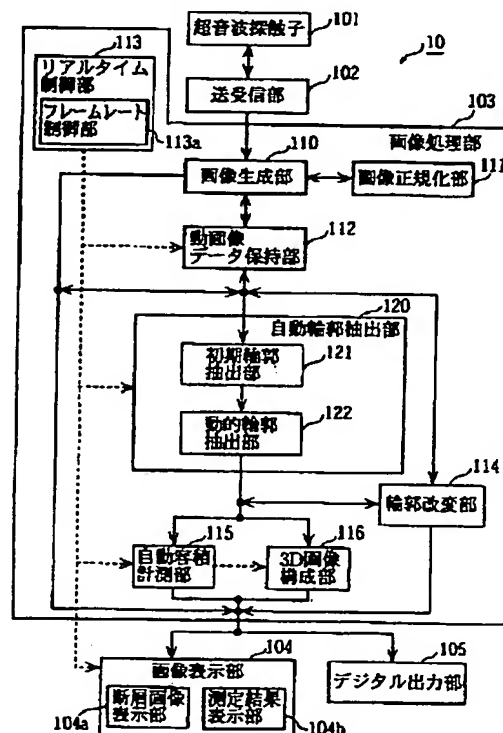 113
超音波探触子
101
10
リアルタイム
制御部
送受信部
102
フレームレート
制御部
113a
103
画像処理部
110
画像生成部
画像正規化部
111
動画像
データ保持部
112
120
自動輪郭抽出部
初期輪郭
抽出部
121
動的輪郭
抽出部
122
114
輪郭改変部
115
自動容積
計測部
116
3D画像
構成部
104
画像表示部
105
デジタル出力部
断層画像
表示部
104a
測定結果
表示部
104b